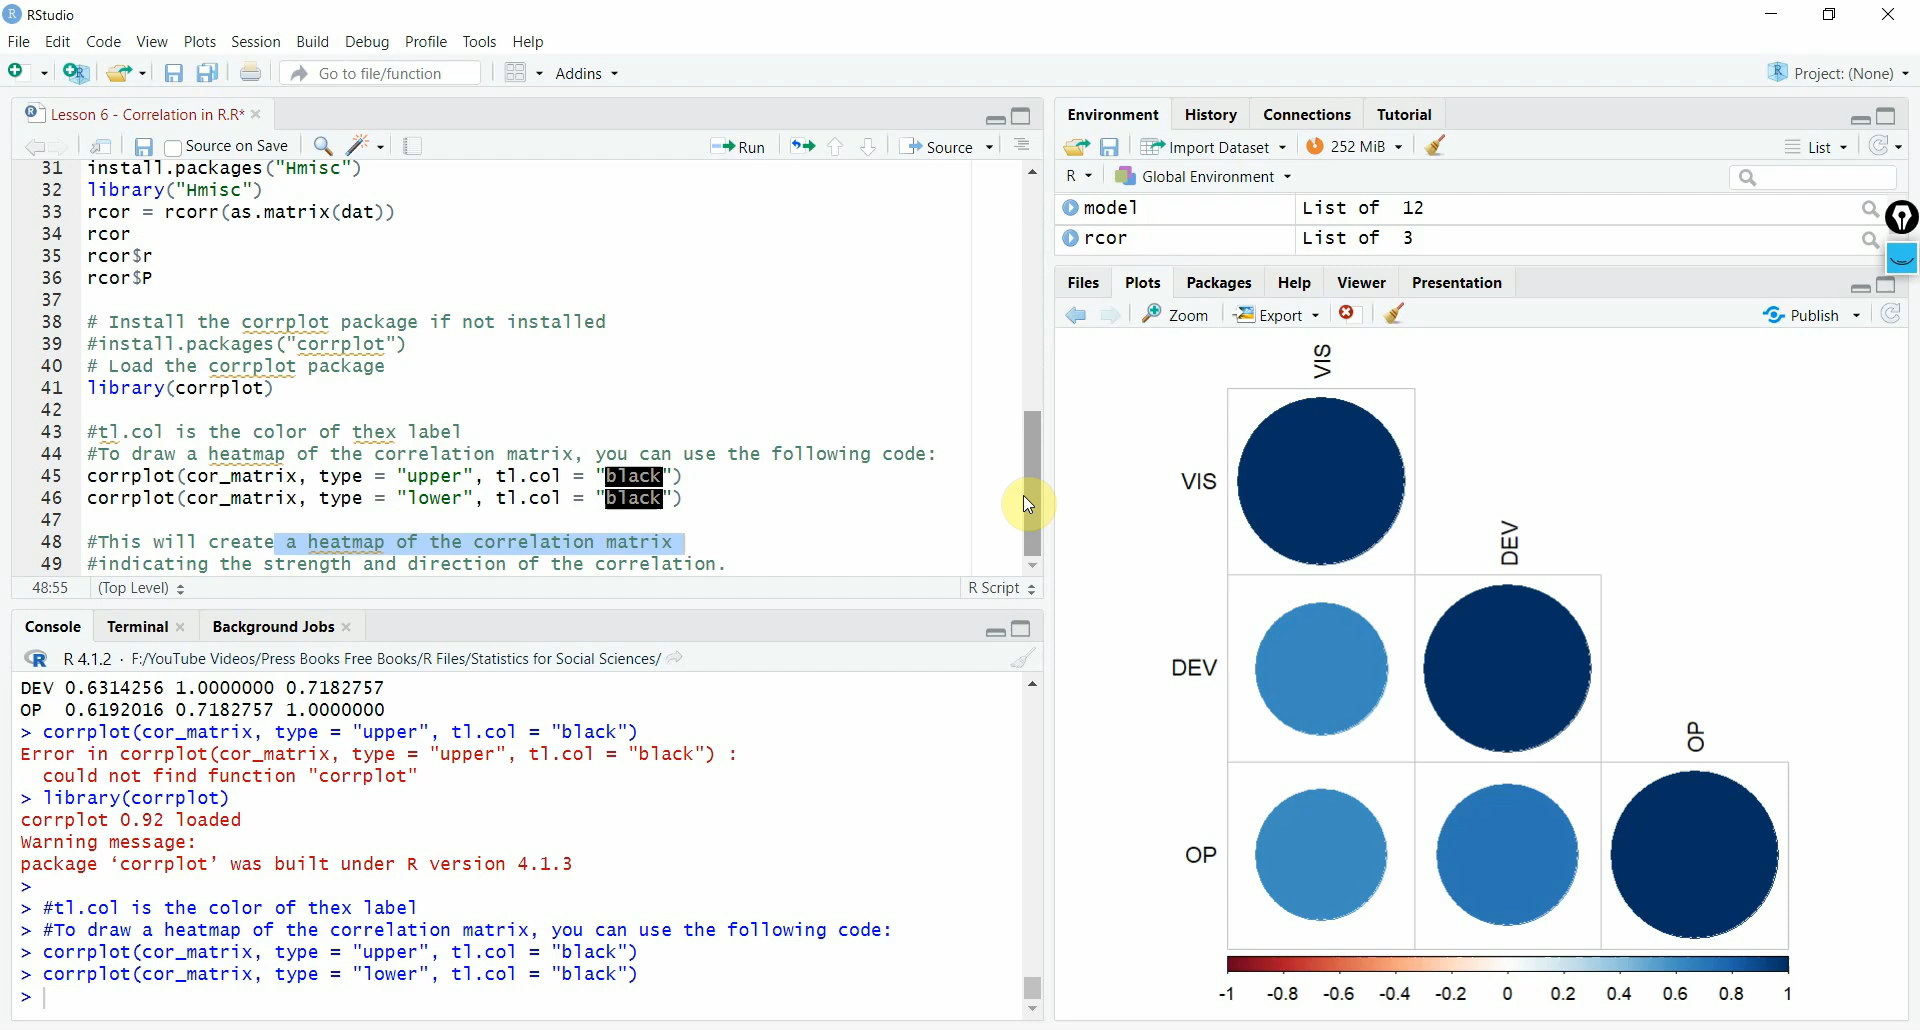 RStudio
File Edit Code View Plots Session Build Debug Profile Tools Help
Go to file/function Addins Project: (None)
Lesson 6 - Correlation in R.R*
Source on Save Run Source
31 install.packages("Hmisc")
32 library("Hmisc")
33 rcor = rcorr(as.matrix(dat))
34 rcor
35 rcor$r
36 rcor$P
37
38 # Install the corrplot package if not installed
39 #install.packages("corrplot")
40 # Load the corrplot package
41 library(corrplot)
42
43 #tl.col is the color of thex label
44 #To draw a heatmap of the correlation matrix, you can use the following code:
45 corrplot(cor_matrix, type = "upper", tl.col = "black")
46 corrplot(cor_matrix, type = "lower", tl.col = "black")
47
48 #This will create a heatmap of the correlation matrix
49 #indicating the strength and direction of the correlation.
48:55 (Top Level) R Script
Console Terminal Background Jobs
R 4.1.2 · F:/YouTube Videos/Press Books Free Books/R Files/Statistics for Social Sciences/
DEV 0.6314256 1.0000000 0.7182757
OP 0.6192016 0.7182757 1.0000000
> corrplot(cor_matrix, type = "upper", tl.col = "black")
Error in corrplot(cor_matrix, type = "upper", tl.col = "black") :
could not find function "corrplot"
> library(corrplot)
corrplot 0.92 loaded
Warning message:
package ‘corrplot’ was built under R version 4.1.3
>
> #tl.col is the color of thex label
> #To draw a heatmap of the correlation matrix, you can use the following code:
> corrplot(cor_matrix, type = "upper", tl.col = "black")
> corrplot(cor_matrix, type = "lower", tl.col = "black")
>
Environment History Connections Tutorial
Import Dataset 252 MiB List
R Global Environment
model List of 12
rcor List of 3
Files Plots Packages Help Viewer Presentation
Zoom Export Publish
VIS
VIS
DEV
DEV
OP
OP
-1 -0.8 -0.6 -0.4 -0.2 0 0.2 0.4 0.6 0.8 1